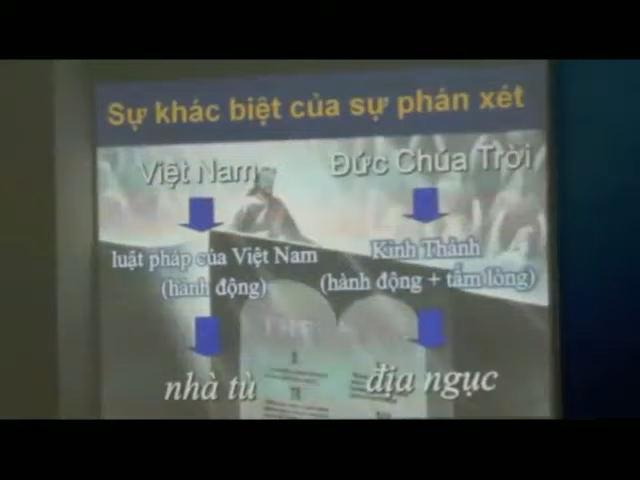 Sự khác biệt của sự phán xét
Việt Nam
Đức Chúa Trời
luật pháp của Việt Nam
(hành động)
Kinh Thánh
(hành động + tấm lòng)
nhà tù
địa ngục